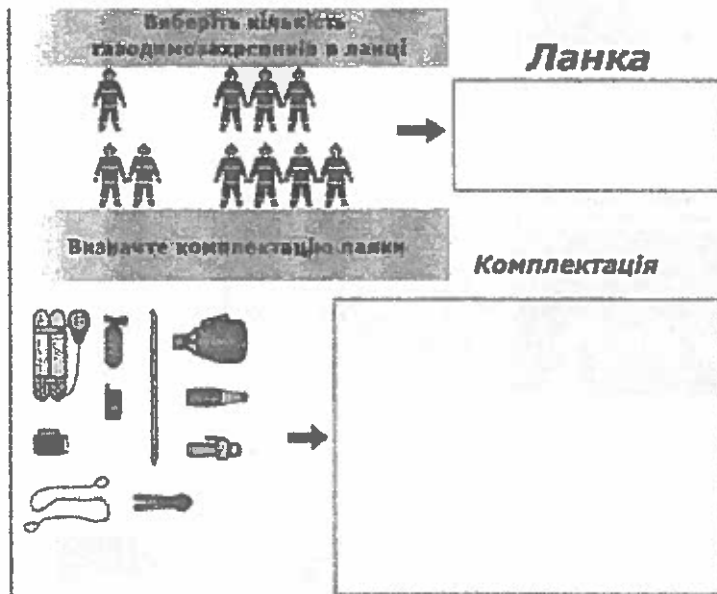 Виберіть кількість
газодимозахисників в ланці
Ланка
Визначте комплектацію ланки
Комплектація